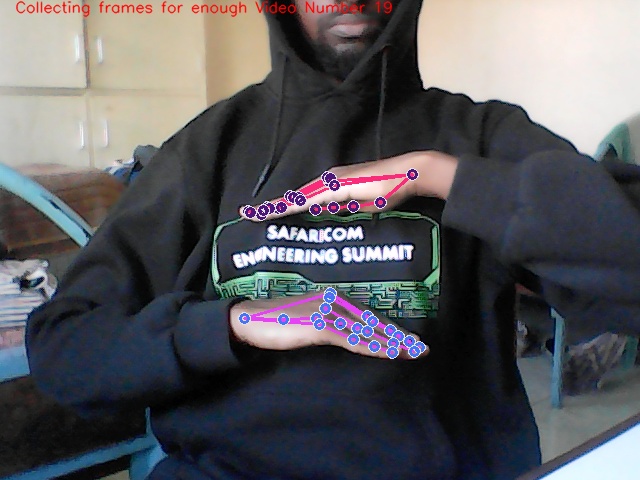 Collecting frames for enough Video Number 19
SAFARICOM
ENGINEERING SUMMIT